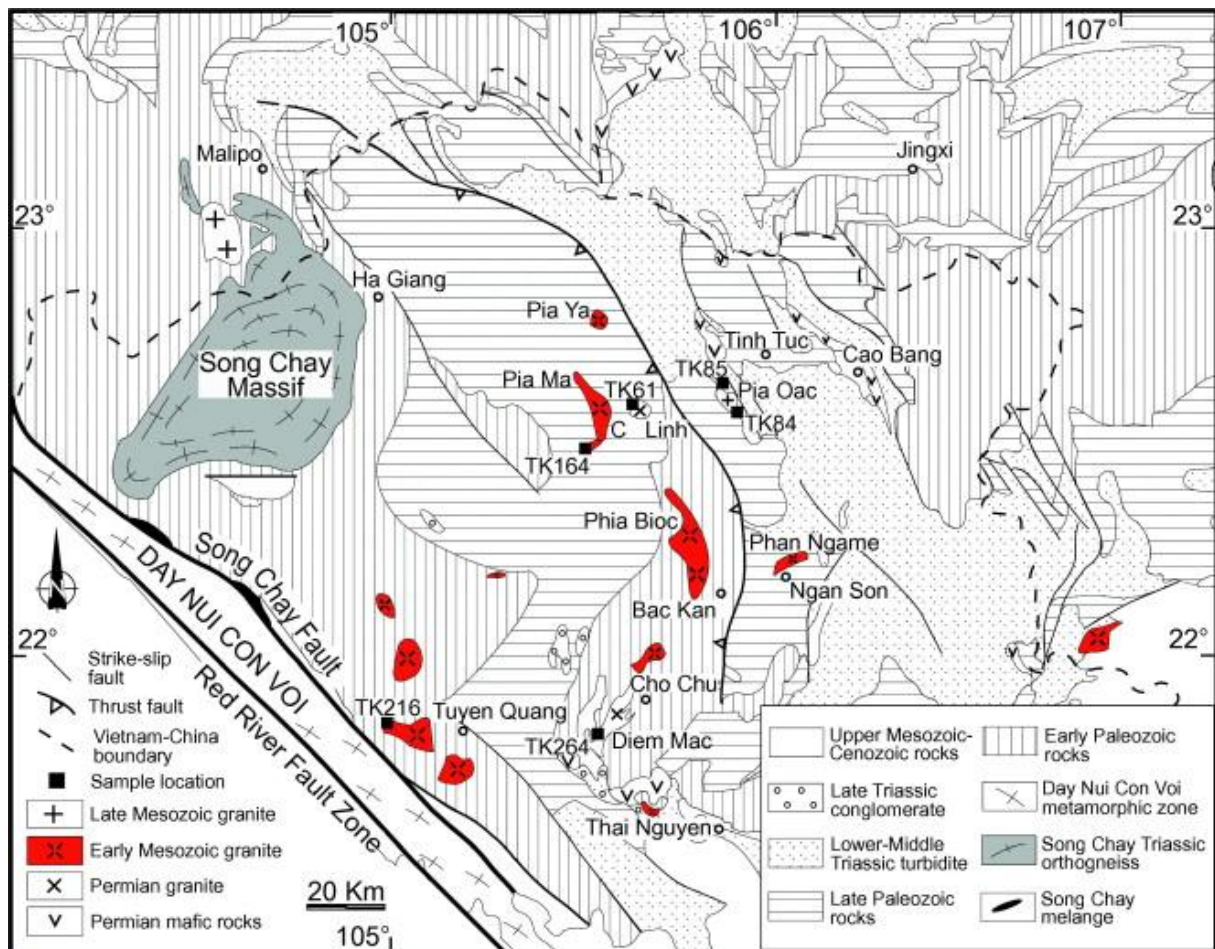 105°
106°
107°
Malipo
Jingxi
23°
23°
Ha Giang
Pia Ya
Tinh Tuc
Cao Bang
Song Chay
Massif
TK85
Pia Ma
TK61
Pia Oac
C Linh
TK84
TK164
Phia Bioc
Phan Ngame
Song Chay Fault
DAY NUI CON VOI
Ngan Son
Bac Kan
22°
22°
Red River Fault Zone
Cho Chu
TK216
Tuyen Quang
TK264
Diem Mac
Thai Nguyen
Strike-slip
fault
Thrust fault
Vietnam-China
boundary
Sample location
Late Mesozoic granite
Early Mesozoic granite
Permian granite
Permian mafic rocks
20 Km
105°
Upper Mesozoic-
Cenozoic rocks
Late Triassic
conglomerate
Lower-Middle
Triassic turbidite
Late Paleozoic
rocks
Early Paleozoic
rocks
Day Nui Con Voi
metamorphic zone
Song Chay Triassic
orthogneiss
Song Chay
melange